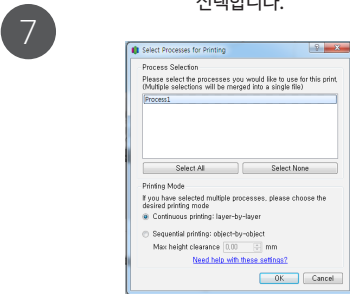 선택입니다.
7
Select Processes for Printing
Process Selection
Please select the processes you would like to use for this print.
(Multiple selections will be merged into a single file)
Process1
Select All Select None
Printing Mode
If you have selected multiple processes, please choose the
desired printing mode
Continuous printing: layer-by-layer
Sequential printing: object-by-object
Max height clearance 0.00 mm
Need help with these settings?
OK Cancel